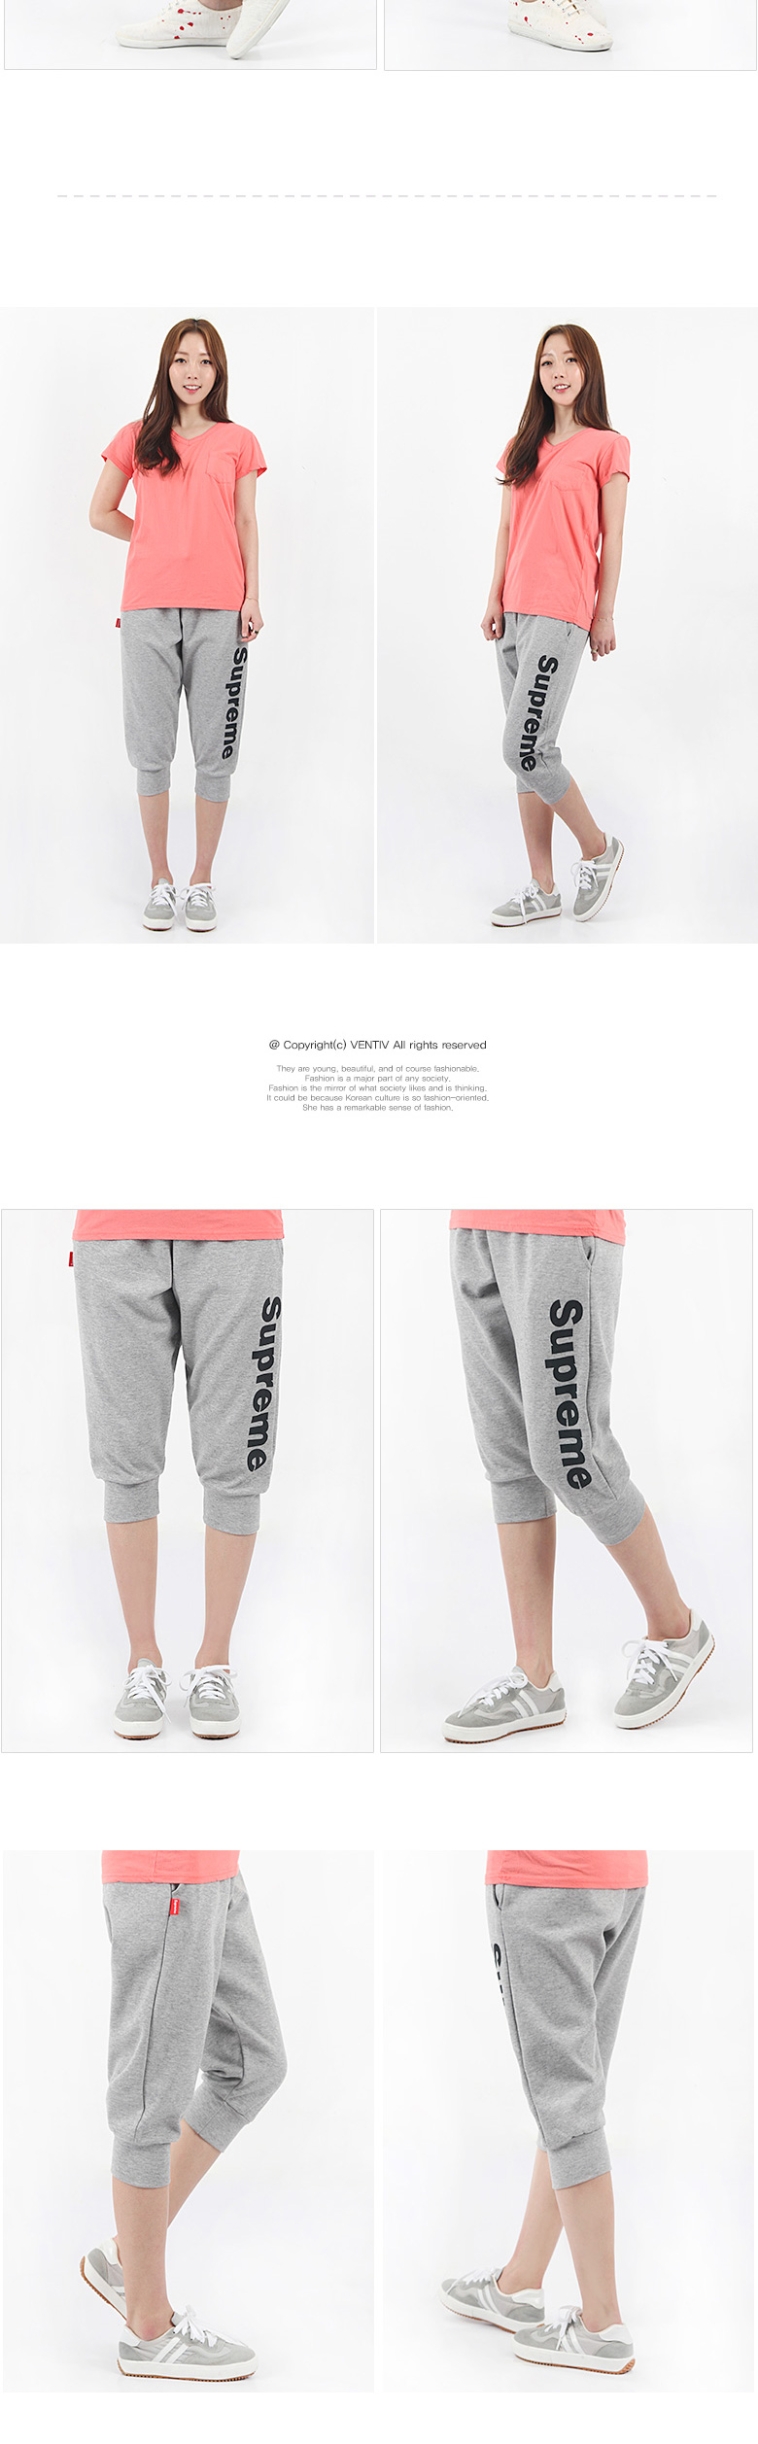 Supreme
Supreme
@ Copyright(c) VENTIV All rights reserved
They are young, beautiful, and of course fashionable.
Fashion is a major part of any society.
Fashion is the mirror of what society likes and is thinking.
It could be because Korean culture is so fashion-oriented.
She has a remarkable sense of fashion.
Supreme
Supreme